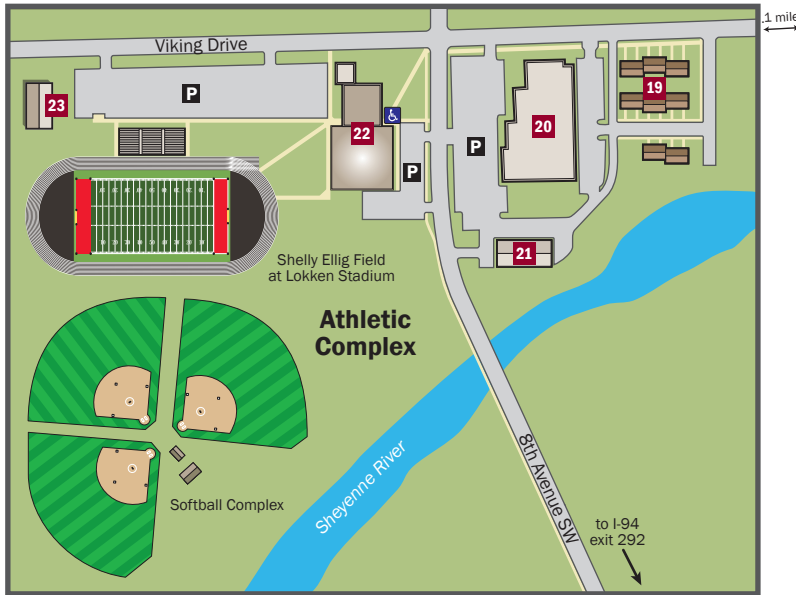 .1 mile
Viking Drive
P
23
22
20
19
P
P
21
Shelly Ellig Field
at Lokken Stadium
Athletic
Complex
Softball Complex
Sheyenne River
8th Avenue SW
to I-94
exit 292